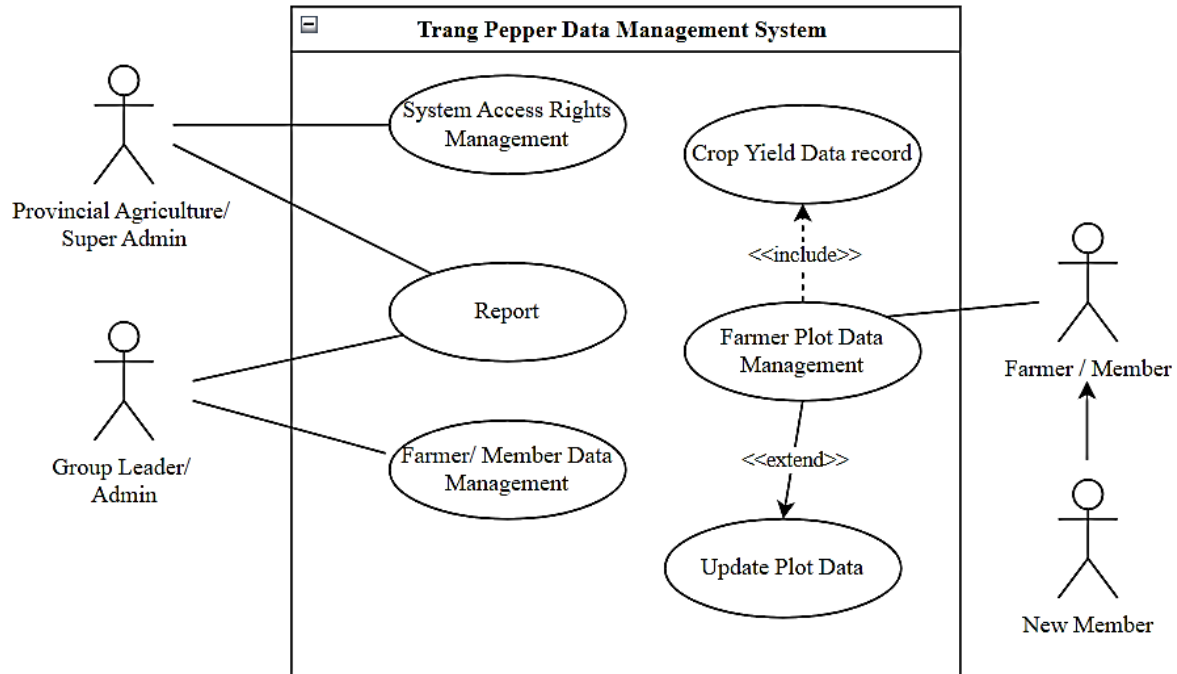 Trang Pepper Data Management System
System Access Rights
Management
Crop Yield Data record
Provincial Agriculture/
Super Admin
<<include>>
Report
Farmer Plot Data
Management
Farmer / Member
Group Leader/
Admin
Farmer/ Member Data
Management
<<extend>>
Update Plot Data
New Member